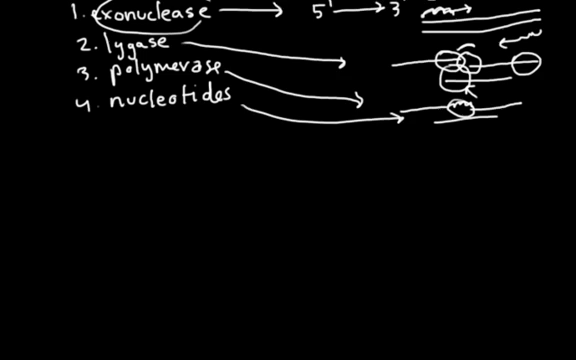 1. exonuclease 5' 3'
2. lygase
3. polymerase
4. nucleotides